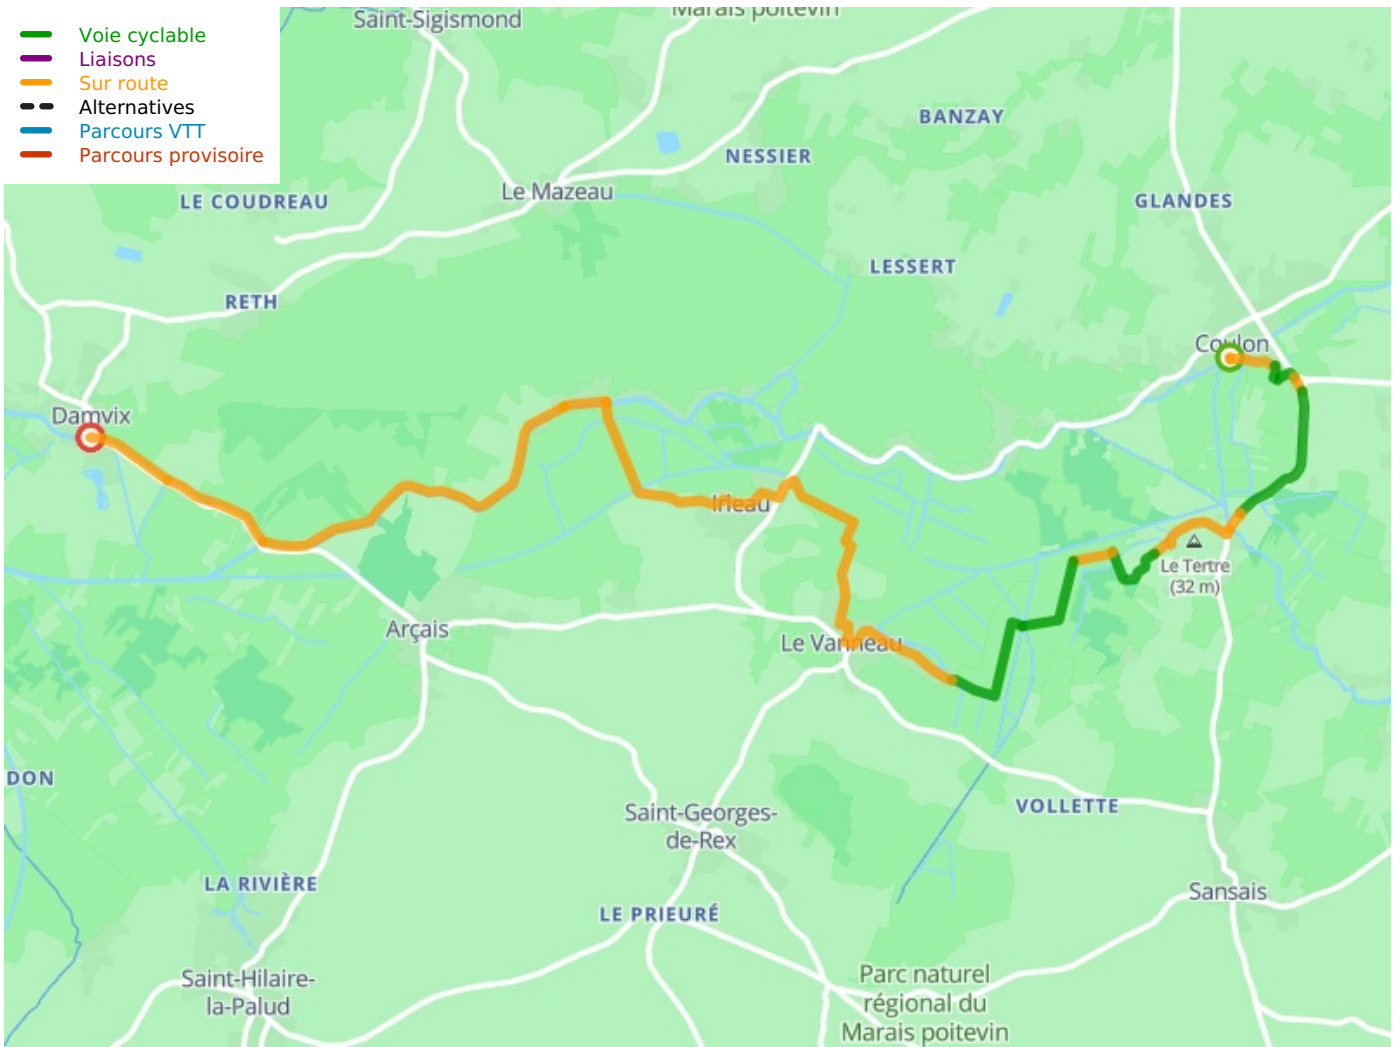 Saint-Sigismond
Marais poitevin
Voie cyclable
Liaisons
Sur route
Alternatives
Parcours VTT
Parcours provisoire
BANZAY
NESSIER
Le Mazeau
LE COUDREAU
GLANDES
LESSERT
RETH
Coulon
Damvix
Irleau
Le Tertre
(32 m)
Arçais
Le Vanneau
DON
VOLLETTE
Saint-Georges-
de-Rex
LA RIVIÈRE
Sansais
LE PRIEURÉ
Saint-Hilaire-
la-Palud
Parc naturel
régional du
Marais poitevin